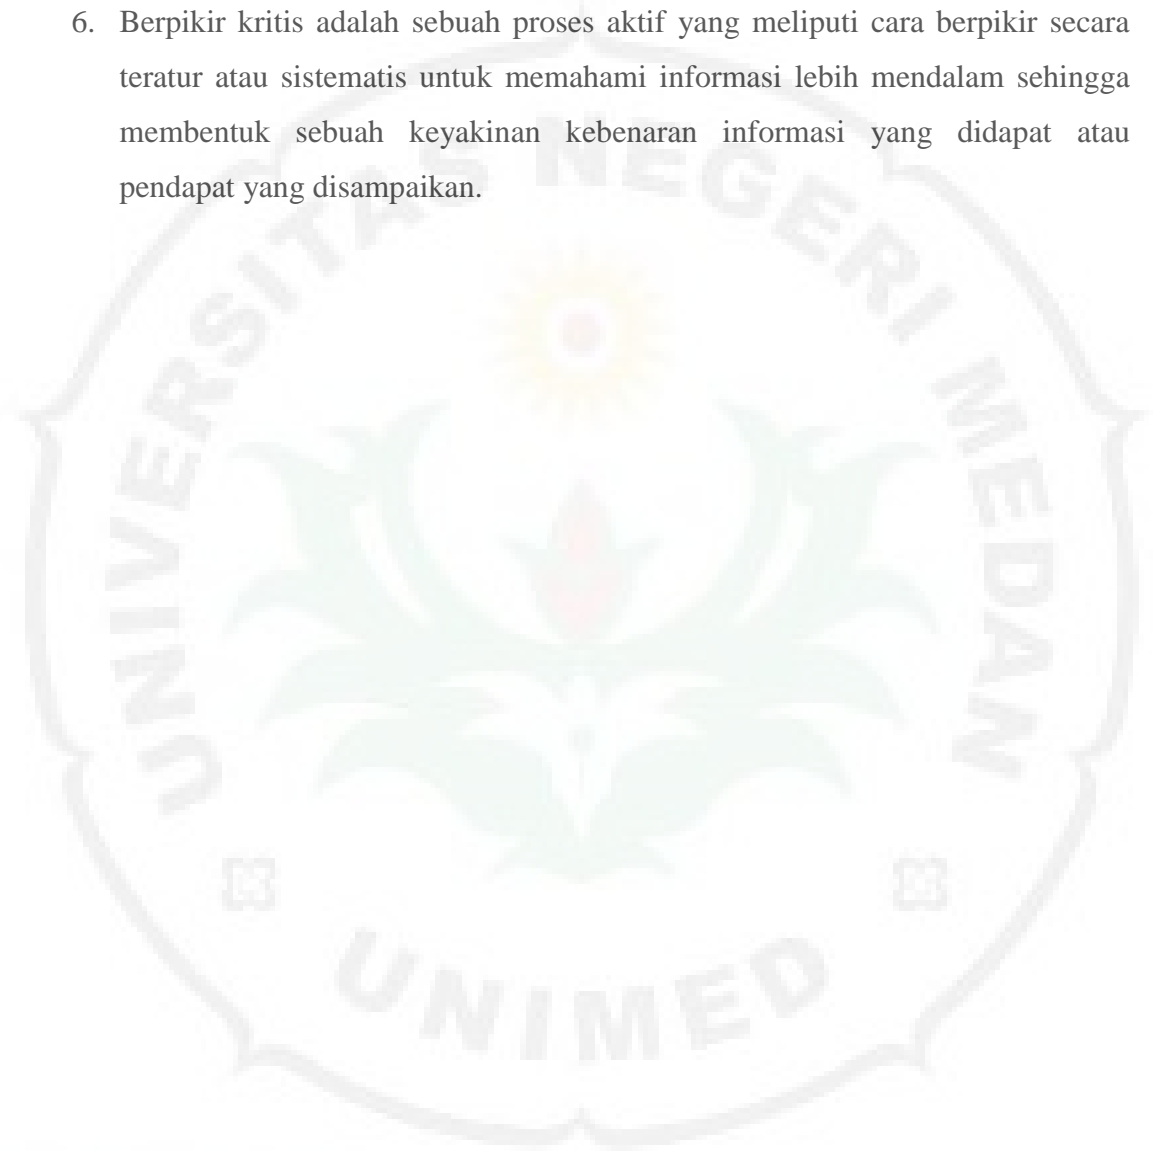 6. Berpikir kritis adalah sebuah proses aktif yang meliputi cara berpikir secara
teratur atau sistematis untuk memahami informasi lebih mendalam sehingga
membentuk sebuah keyakinan kebenaran informasi yang didapat atau
pendapat yang disampaikan.
UNIVERSITAS NEGERI MEDAN
UNIMED